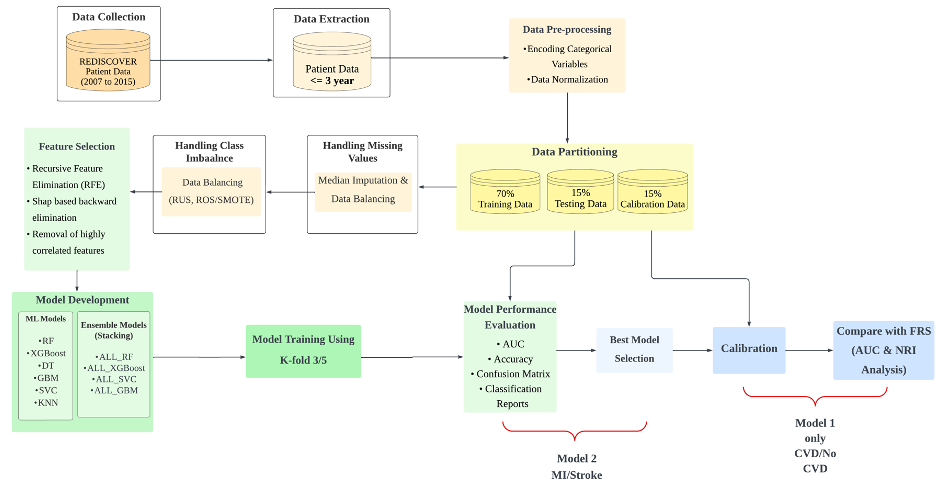 Data Collection
REDISCOVER
Patient Data
(2007 to 2015)
Data Extraction
Patient Data
<= 3 year
Data Pre-processing
•Encoding Categorical
Variables
•Data Normalization
Data Partitioning
70%
Training Data
15%
Testing Data
15%
Calibration Data
Handling Missing
Values
Median Imputation &
Data Balancing
Handling Class
Imbaalnce
Data Balancing
(RUS, ROS/SMOTE)
Feature Selection
• Recursive Feature
Elimination (RFE)
• Shap based backward
elimination
• Removal of highly
correlated features
Model Development
ML Models
•RF
•XGBoost
•DT
•GBM
•SVC
•KNN
Ensemble Models
(Stacking)
•ALL_RF
•ALL_XGBoost
•ALL_SVC
•ALL_GBM
Model Training Using
K-fold 3/5
Model Performance
Evaluation
• AUC
• Accuracy
• Confusion Matrix
• Classification
Reports
Best Model
Selection
Calibration
Compare with FRS
(AUC & NRI
Analysis)
Model 2
MI/Stroke
Model 1
only
CVD/No
CVD